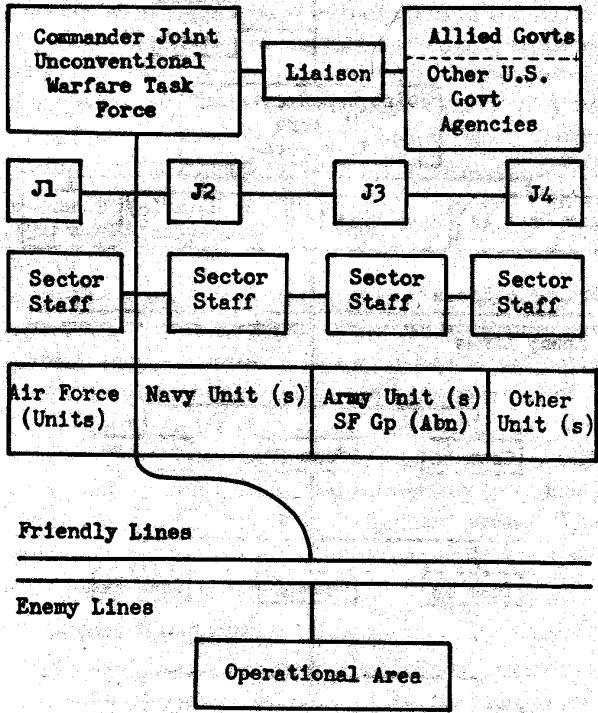 Commander Joint
Unconventional
Warfare Task
Force
Liaison
Allied Govts
Other U.S.
Govt
Agencies
J1
J2
J3
J4
Sector
Staff
Sector
Staff
Sector
Staff
Sector
Staff
Air Force
(Units)
Navy Unit (s)
Army Unit (s)
SF Gp (Abn)
Other
Unit (s)
Friendly Lines
Enemy Lines
Operational Area